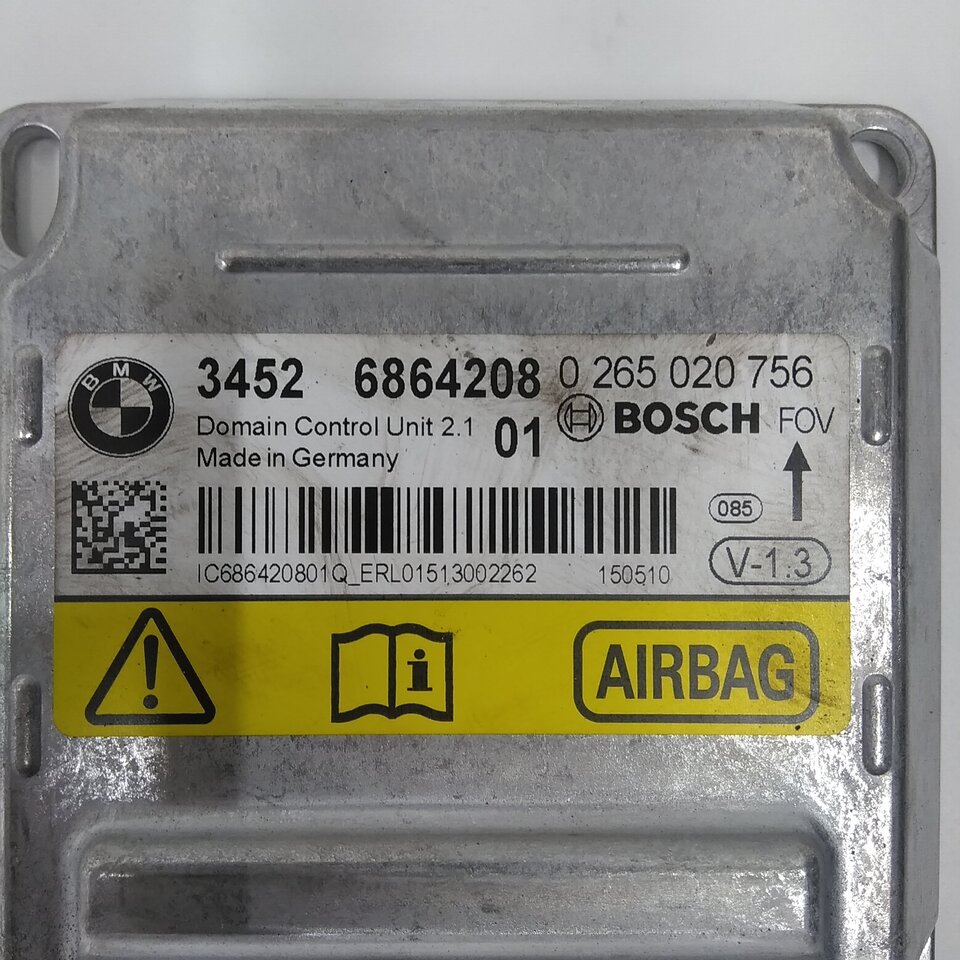 BMW
3452 6864208 0 265 020 756
Domain Control Unit 2.1 01 BOSCH FOV
Made in Germany
085
IC686420801Q_ERL01513002262 150510 V-1.3
i AIRBAG